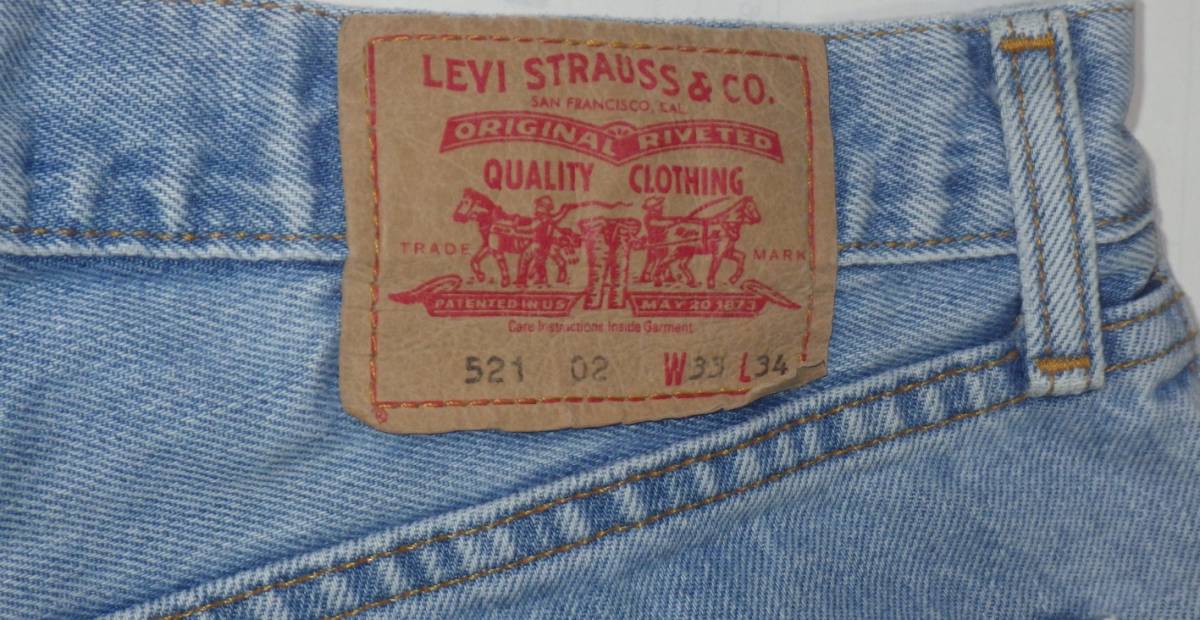 LEVI STRAUSS & CO.
SAN FRANCISCO, CAL.
ORIGINAL RIVETED
QUALITY CLOTHING
TRADE MARK
PATENTED IN US MAY 20 1873
Care Instructions Inside Garment
521 02 W33 L34